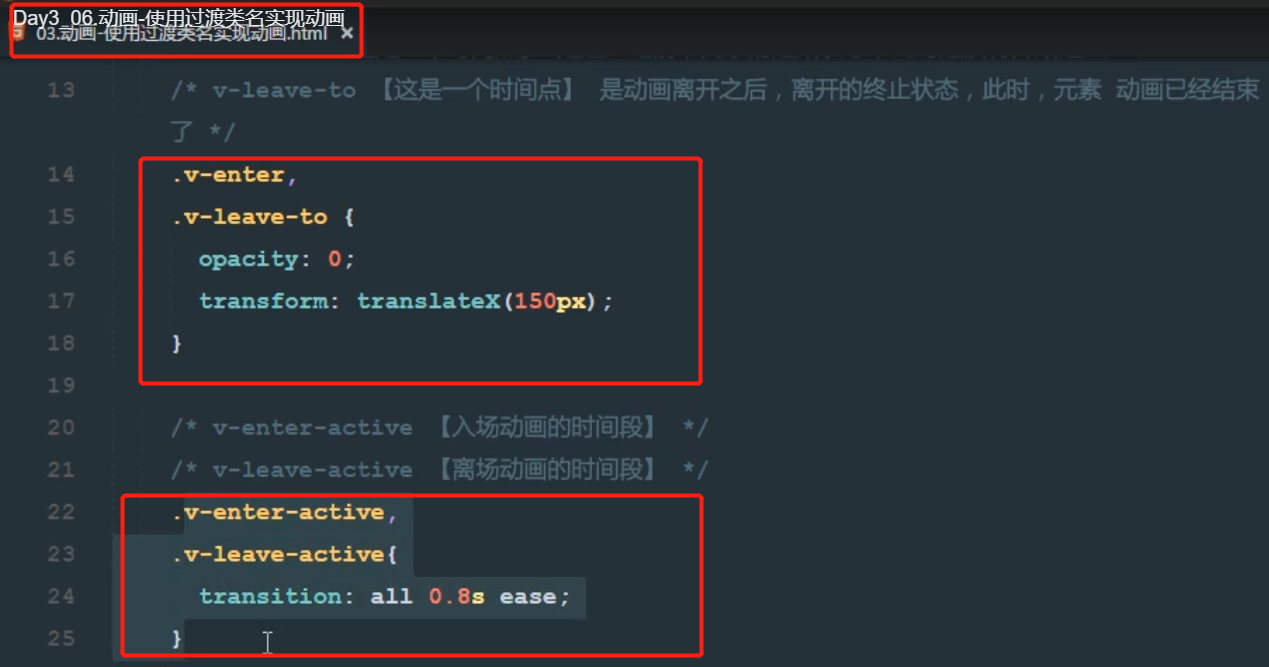 Day3_06.动画-使用过渡类名实现动画
03.动画-使用过渡类名实现动画.html ×
13 /* v-leave-to 【这是一个时间点】 是动画离开之后，离开的终止状态，此时，元素 动画已经结束
了 */
14 .v-enter,
15 .v-leave-to {
16 opacity: 0;
17 transform: translateX(150px);
18 }
19
20 /* v-enter-active 【入场动画的时间段】 */
21 /* v-leave-active 【离场动画的时间段】 */
22 .v-enter-active,
23 .v-leave-active{
24 transition: all 0.8s ease;
25 }